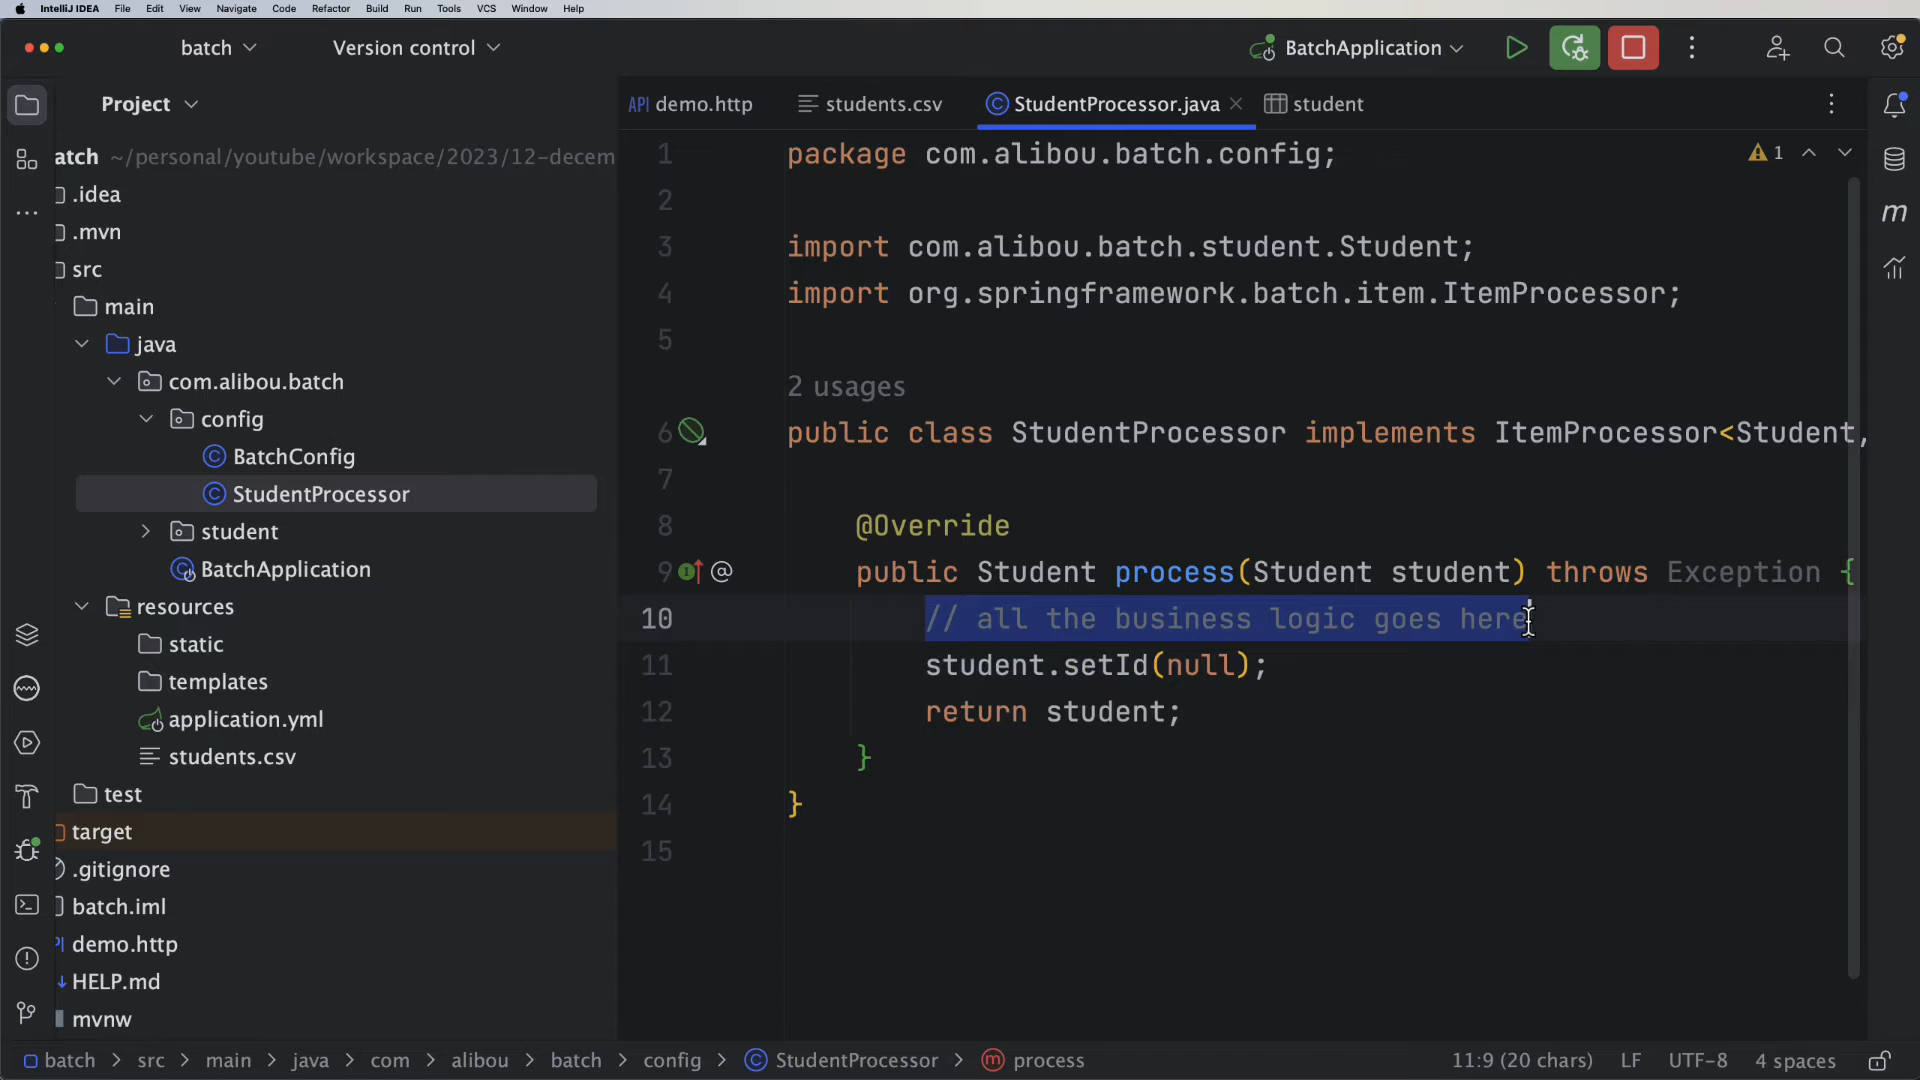 IntelliJ IDEA File Edit View Navigate Code Refactor Build Run Tools VCS Window Help
batch Version control BatchApplication
Project
API demo.http students.csv StudentProcessor.java student
atch ~/personal/youtube/workspace/2023/12-decem
.idea
.mvn
src
main
java
com.alibou.batch
config
BatchConfig
StudentProcessor
student
BatchApplication
resources
static
templates
application.yml
students.csv
test
target
.gitignore
batch.iml
demo.http
HELP.md
mvnw
1 package com.alibou.batch.config;
1
2
3 import com.alibou.batch.student.Student;
4 import org.springframework.batch.item.ItemProcessor;
5
2 usages
6 public class StudentProcessor implements ItemProcessor<Student,
7
8 @Override
9 @ public Student process(Student student) throws Exception {
10 // all the business logic goes here
11 student.setId(null);
12 return student;
13 }
14 }
15
m
batch > src > main > java > com > alibou > batch > config > StudentProcessor > process
11:9 (20 chars) LF UTF-8 4 spaces